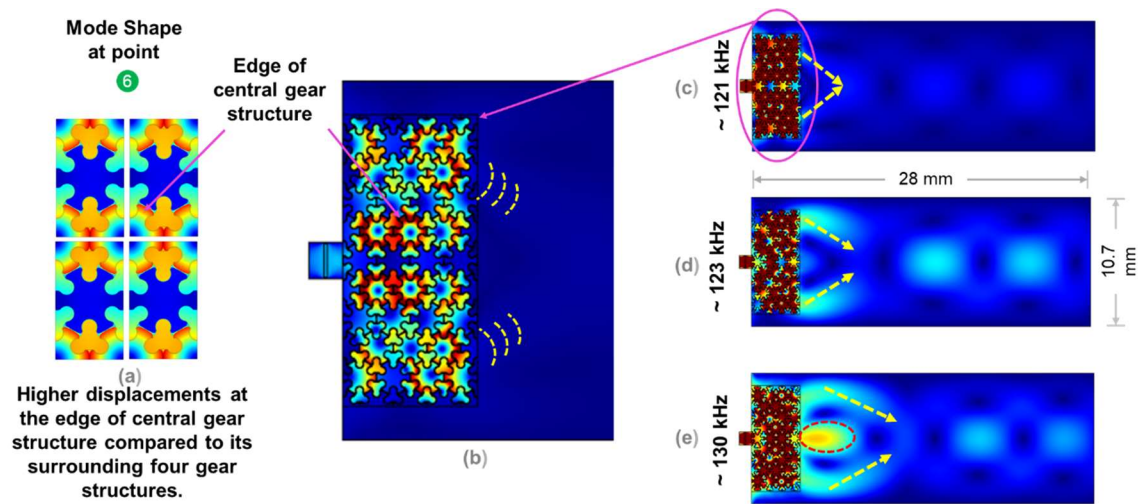 Mode Shape
at point
6
Edge of
central gear
structure
(a)
Higher displacements at
the edge of central gear
structure compared to its
surrounding four gear
structures.
(b)
(c)
~ 121 kHz
28 mm
(d)
~ 123 kHz
10.7
mm
(e)
~ 130 kHz